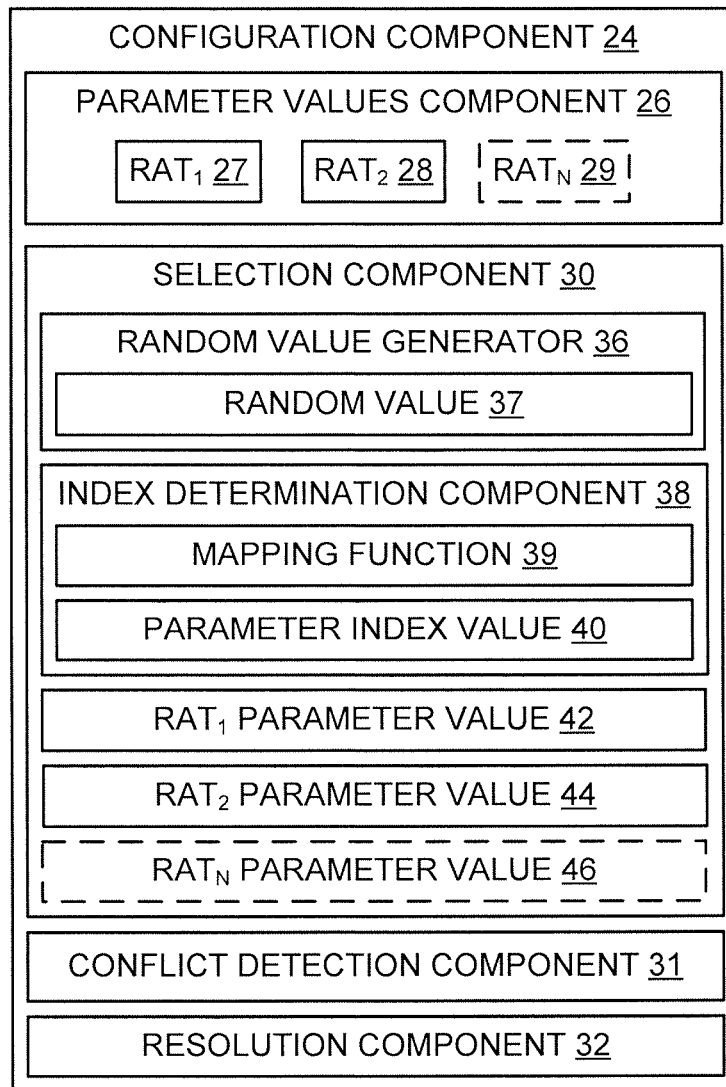 CONFIGURATION COMPONENT 24
PARAMETER VALUES COMPONENT 26
RAT₁ 27 RAT₂ 28 RATN 29
SELECTION COMPONENT 30
RANDOM VALUE GENERATOR 36
RANDOM VALUE 37
INDEX DETERMINATION COMPONENT 38
MAPPING FUNCTION 39
PARAMETER INDEX VALUE 40
RAT₁ PARAMETER VALUE 42
RAT₂ PARAMETER VALUE 44
RATN PARAMETER VALUE 46
CONFLICT DETECTION COMPONENT 31
RESOLUTION COMPONENT 32